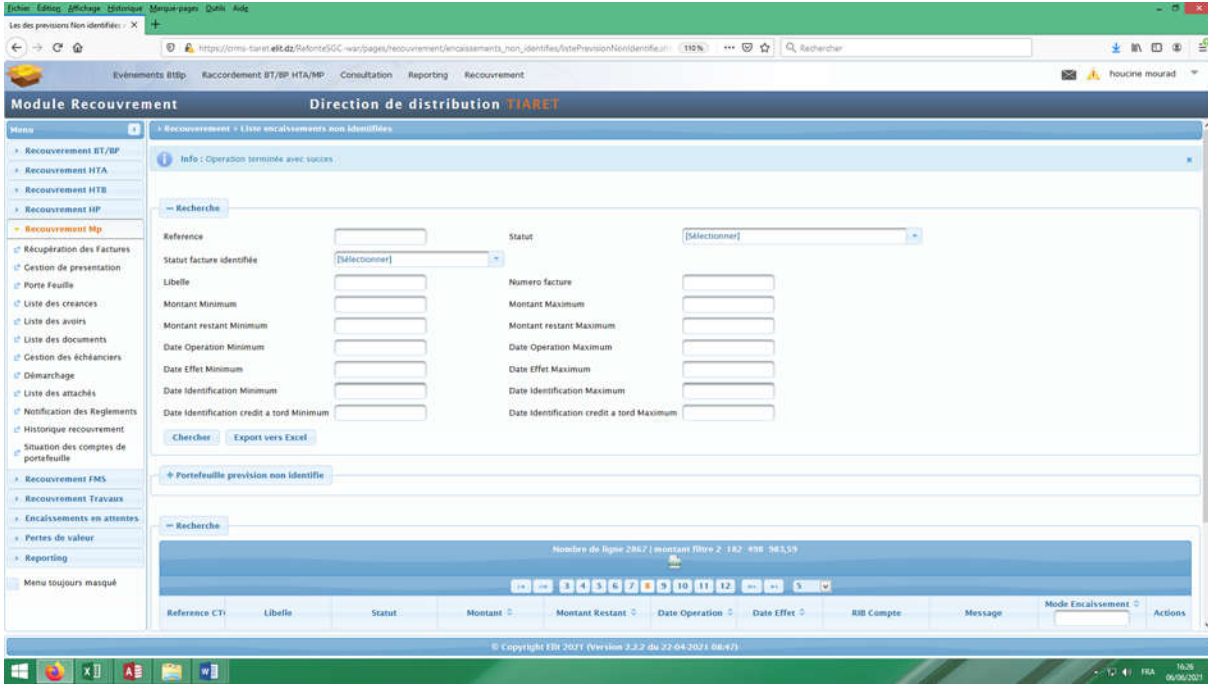 Fichier Édition Affichage Historique Marque-pages Outils Aide
Les des previsions Non identifiées :
https://crms-tiaret.elit.dz/RefonteSGC-war/pages/recouvrement/encaissements_non_identifies/listePrevisionNonIdentifie.
110 %
Rechercher
Evénements BtBp Raccordement BT/BP HTA/MP Consultation Reporting Recouvrement
houcine mourad
Module Recouvrement Direction de distribution TIARET
Menu
Recouverement > Liste encaissements non identifiées
Recouverement BT/BP
Info : Operation terminée avec succes
Recouvrement HTA
Recouvrement HTB
Recouvrement HP
Recherche
Recouvrement Mp
Reference Statut [Sélectionner]
Récupération des Factures
Gestion de presentation
Statut facture identifiée [Sélectionner]
Porte Feuille
Libelle Numero facture
Liste des creances
Montant Minimum Montant Maximum
Liste des avoirs
Montant restant Minimum Montant restant Maximum
Liste des documents
Date Operation Minimum Date Operation Maximum
Gestion des échéanciers
Démarchage
Date Effet Minimum Date Effet Maximum
Liste des attachés
Date Identification Minimum Date Identification Maximum
Notification des Reglements
Date Identification credit a tord Minimum Date Identification credit a tord Maximum
Historique recouvrement
Chercher Export vers Excel
Situation des comptes de
portefeuille
Recouvrement FMS
Portefeuille prevision non identifie
Recouvrement Travaux
Encaissements en attentes
Recherche
Pertes de valeur
Reporting
Nombre de ligne 2867 | montant filtre 2 182 498 983,59
Menu toujours masqué
3 4 5 6 7 8 9 10 11 12 5
Reference CT Libelle Statut Montant Montant Restant Date Operation Date Effet RIB Compte Message Mode Encaissement Actions
© Copyright Elit 2021 (Version 2.2.2 du 22-04-2021 08:47)
FRA
16:26
06/06/2021